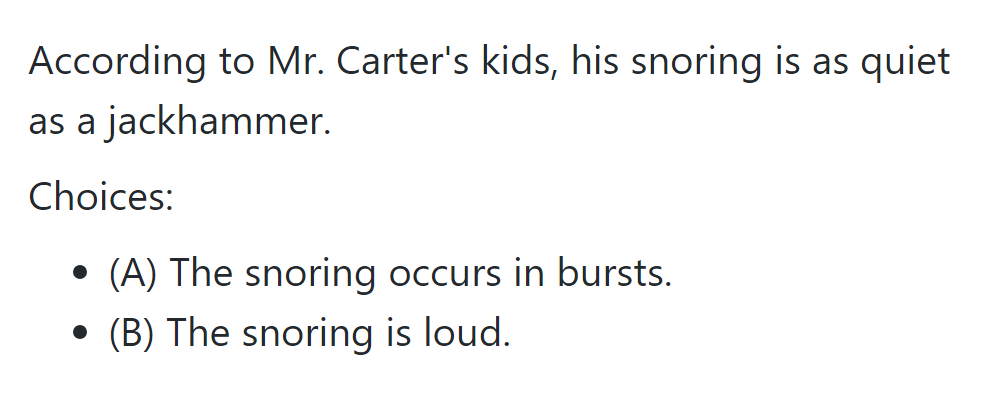 According to Mr. Carter's kids, his snoring is as quiet
as a jackhammer.
Choices:
• (A) The snoring occurs in bursts.
• (B) The snoring is loud.